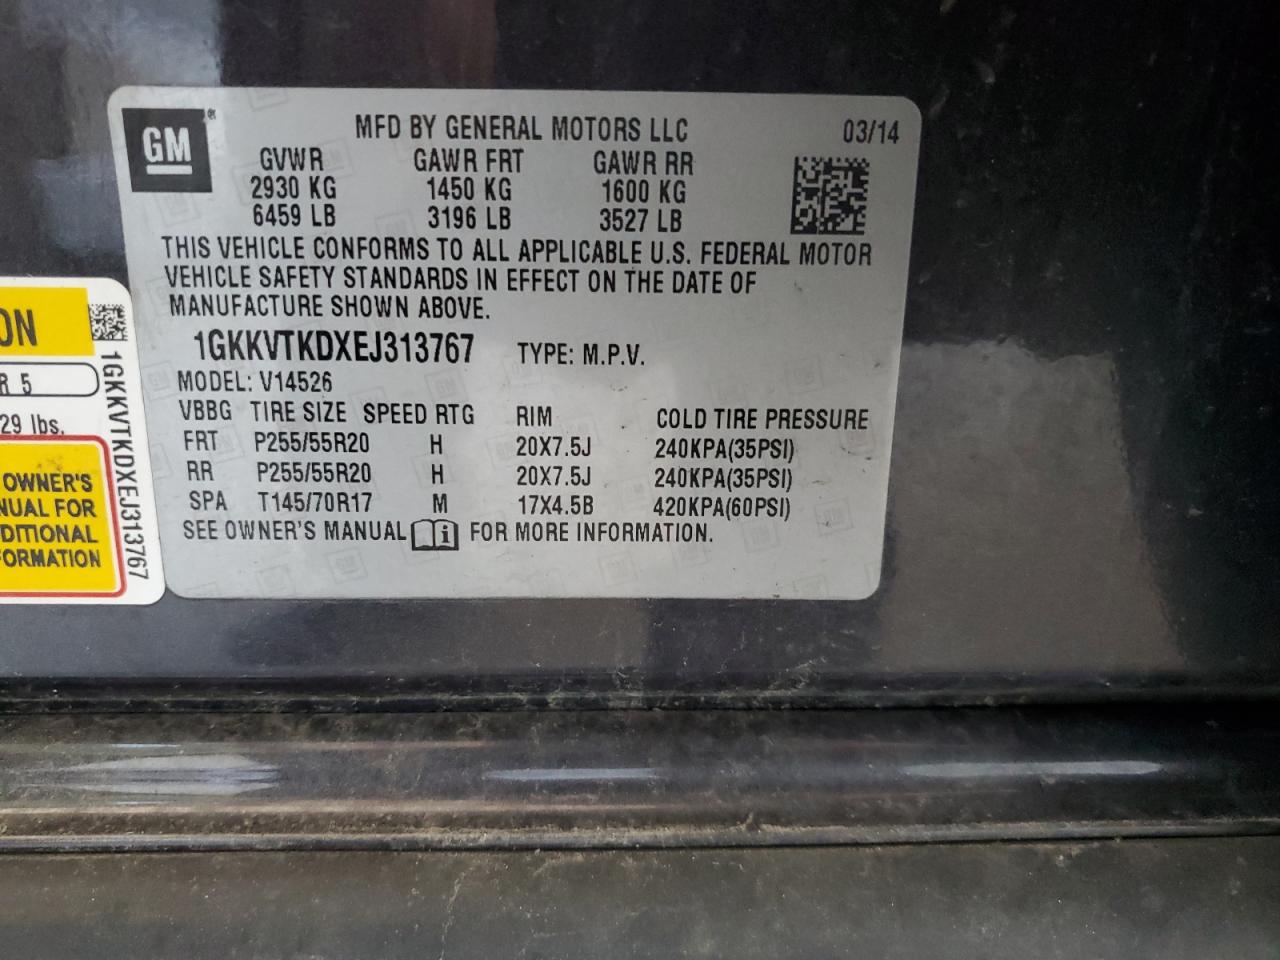 GM®
MFD BY GENERAL MOTORS LLC 03/14
GVWR GAWR FRT GAWR RR
2930 KG 1450 KG 1600 KG
6459 LB 3196 LB 3527 LB
THIS VEHICLE CONFORMS TO ALL APPLICABLE U.S. FEDERAL MOTOR
VEHICLE SAFETY STANDARDS IN EFFECT ON THE DATE OF
MANUFACTURE SHOWN ABOVE.
1GKKVTKDXEJ313767 TYPE: M.P.V.
MODEL: V14526
VBBG TIRE SIZE SPEED RTG RIM COLD TIRE PRESSURE
FRT P255/55R20 H 20X7.5J 240KPA(35PSI)
RR P255/55R20 H 20X7.5J 240KPA(35PSI)
SPA T145/70R17 M 17X4.5B 420KPA(60PSI)
SEE OWNER'S MANUAL i FOR MORE INFORMATION.
ON
R 5
29 lbs.
OWNER'S
NUAL FOR
DITIONAL
FORMATION
1GKKVTKDXEJ313767